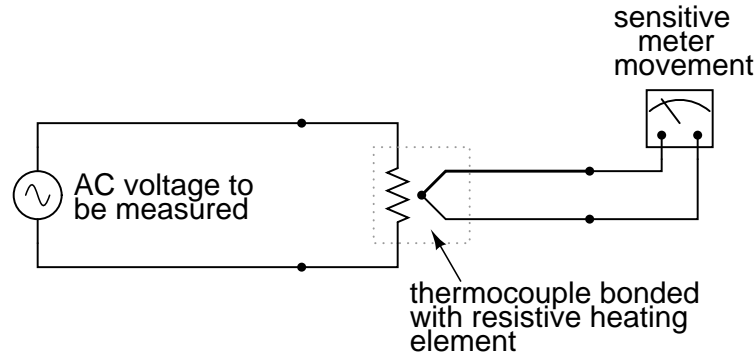 sensitive
meter
movement
AC voltage to
be measured
thermocouple bonded
with resistive heating
element